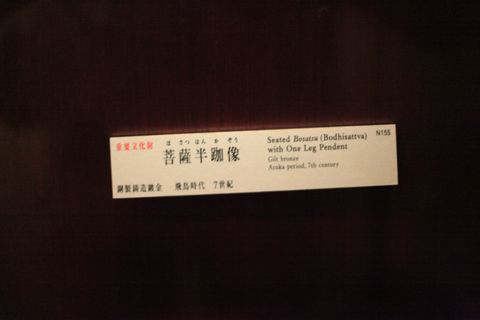 重要文化財
ぼさつはんかぞう
菩薩半跏像
銅製鋳造鍍金 飛鳥時代 7世紀
Seated Bosatsu (Bodhisattva) N155
with One Leg Pendent
Gilt bronze
Asuka period, 7th century